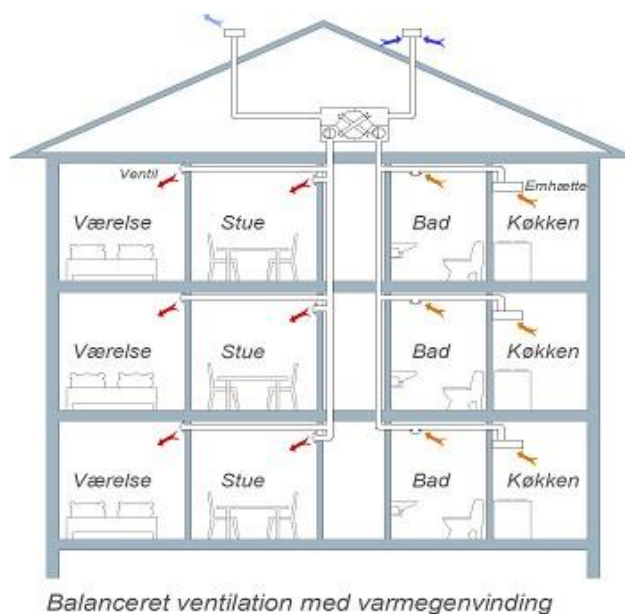 Ventil
Emhætte
Værelse Stue Bad Køkken
Værelse Stue Bad Køkken
Værelse Stue Bad Køkken
Balanceret ventilation med varmegenvinding